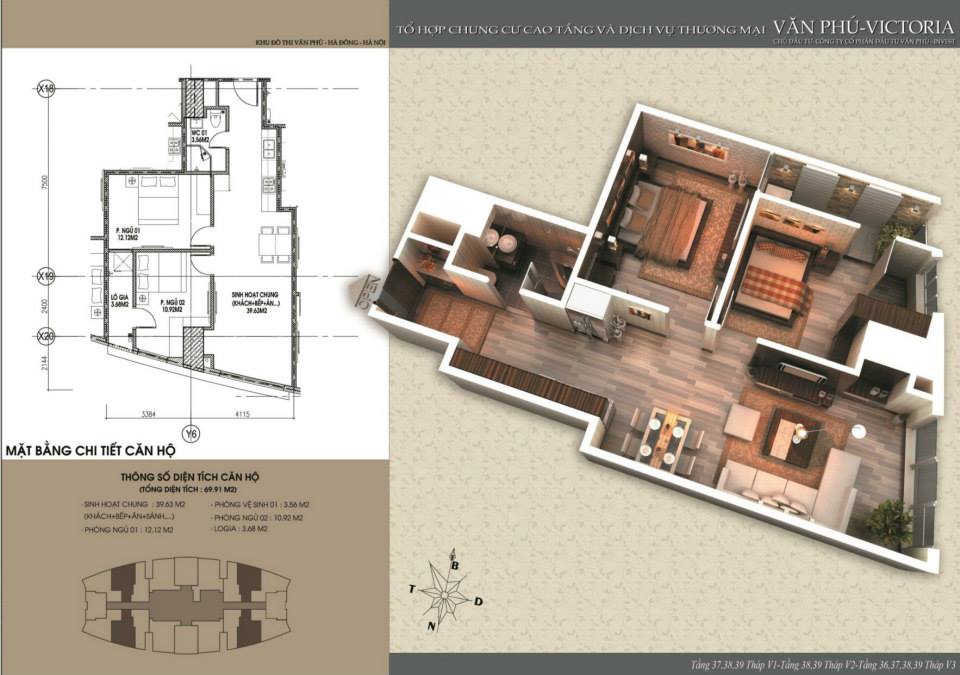 KHU ĐÔ THỊ VĂN PHÚ - HÀ ĐÔNG - HÀ NỘI
TỔ HỢP CHUNG CƯ CAO TẦNG VÀ DỊCH VỤ THƯƠNG MẠI VĂN PHÚ-VICTORIA
CHỦ ĐẦU TƯ: CÔNG TY CỔ PHẦN ĐẦU TƯ VĂN PHÚ - INVEST
X18
WC 01
3.56M2
7500
P. NGỦ 01
12.12M2
X19
LÔ GIA
3.68M2
P. NGỦ 02
10.92M2
SINH HOẠT CHUNG
(KHÁCH+BẾP+ĂN...)
39.63M2
2400
X20
2144
3384
4115
Y6
OPEN
MẶT BẰNG CHI TIẾT CĂN HỘ
THÔNG SỐ DIỆN TÍCH CĂN HỘ
(TỔNG DIỆN TÍCH : 69.91 M2)
-SINH HOẠT CHUNG : 39.63 M2
(KHÁCH+BẾP+ĂN+SẢNH,...)
- PHÒNG NGỦ 01 : 12,12 M2
- PHÒNG VỆ SINH 01 : 3,56 M2
- PHÒNG NGỦ 02 : 10,92 M2
- LOGIA : 3.68 M2
B
T
D
N
Tầng 37,38,39 Tháp V1-Tầng 38,39 Tháp V2-Tầng 36,37,38,39 Tháp V3